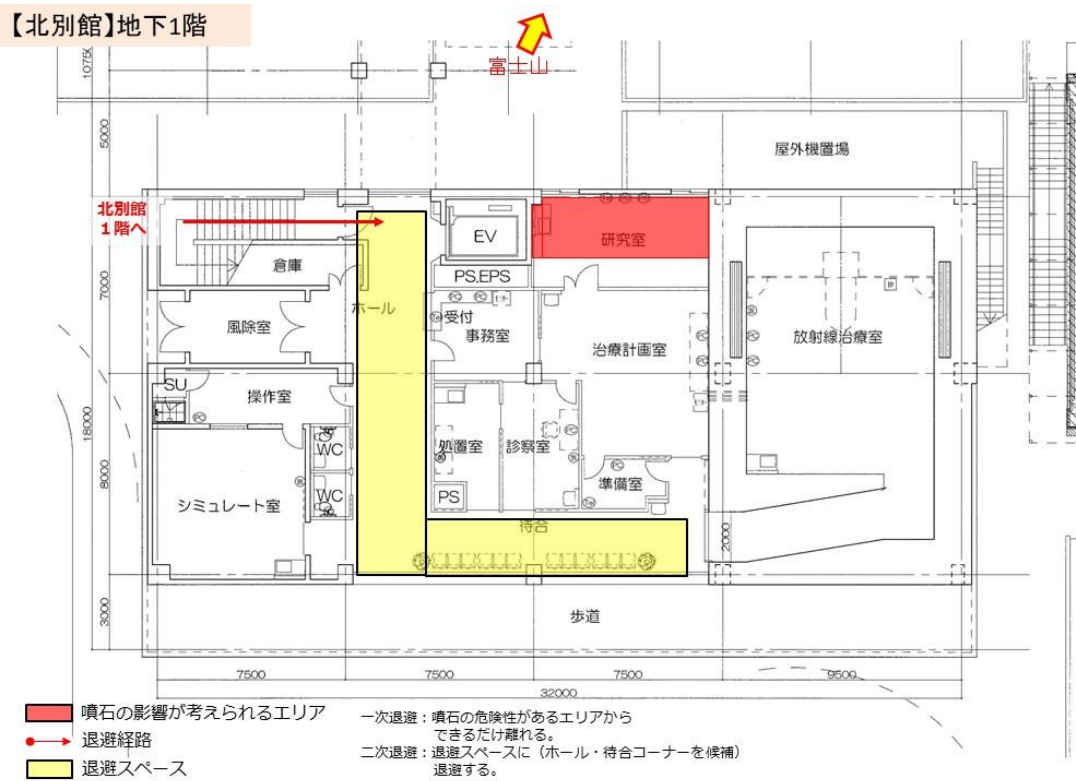 【北別館】地下1階
富士山
10750
5000
屋外機置場
北別館
1階へ
EV
研究室
倉庫
PS,EPS
7000
ホール
受付
風除室
事務室
治療計画室
放射線治療室
SU
操作室
18000
処置室
診察室
WC
8000
準備室
WC
PS
シミュレート室
待合
2000
3000
歩道
7500
7500
7500
9500
32000
噴石の影響が考えられるエリア
退避経路
退避スペース
一次退避：噴石の危険性があるエリアから
できるだけ離れる。
二次退避：退避スペースに（ホール・待合コーナーを候補）
退避する。